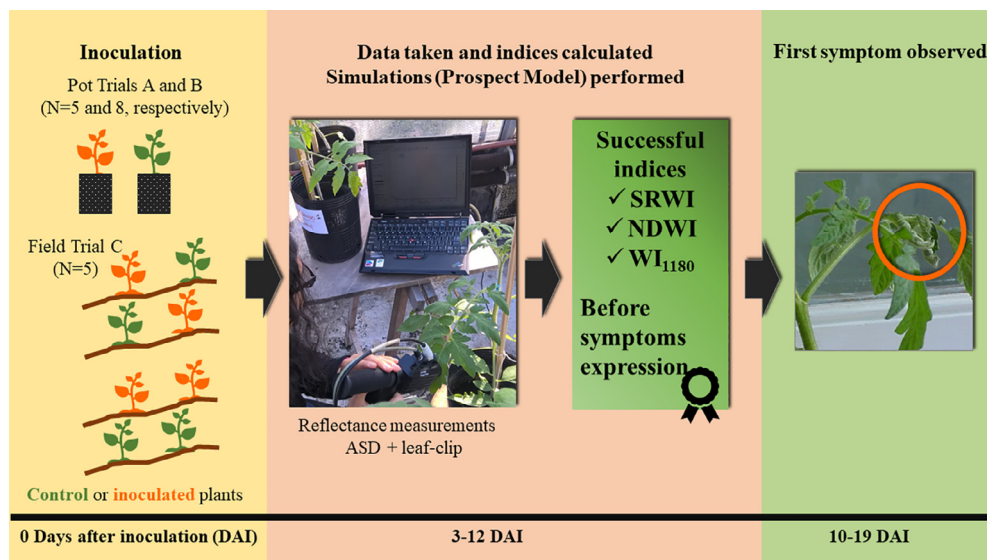 Inoculation
Pot Trials A and B
(N=5 and 8, respectively)
Field Trial C
(N=5)
Control or inoculated plants
Data taken and indices calculated
Simulations (Prospect Model) performed
Reflectance measurements
ASD + leaf-clip
Successful
indices
✓ SRWI
✓ NDWI
✓ WI1180
Before
symptoms
expression
First symptom observed
0 Days after inoculation (DAI)
3-12 DAI
10-19 DAI